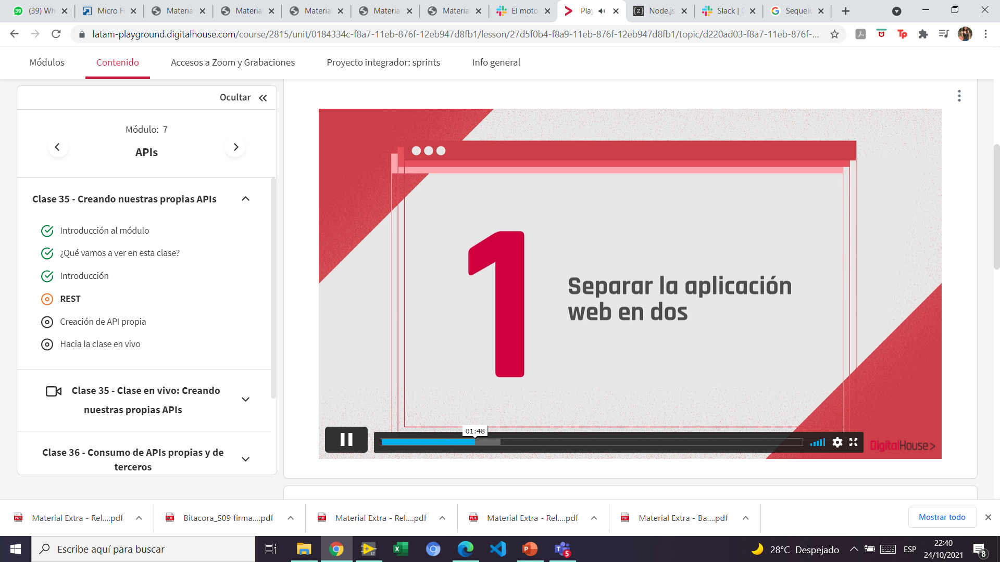 (39) Wh
Micro F
Material
Material
Material
Material
Material
El moto
Play
Node.js
Slack | 
Sequeli
latam-playground.digitalhouse.com/course/2815/unit/0184334c-f8a7-11eb-876f-12eb947d8fb1/lesson/27d5f0b4-f8a9-11eb-876f-12eb947d8fb1/topic/d220ad03-f8a7-11eb-876f-...
Módulos
Contenido
Accesos a Zoom y Grabaciones
Proyecto integrador: sprints
Info general
Ocultar
Módulo: 7
APIs
Clase 35 - Creando nuestras propias APIs
Introducción al módulo
¿Qué vamos a ver en esta clase?
Introducción
REST
Creación de API propia
Hacia la clase en vivo
Clase 35 - Clase en vivo: Creando
nuestras propias APIs
Clase 36 - Consumo de APIs propias y de
terceros
1
Separar la aplicación
web en dos
01:48
DigitalHouse>
Material Extra - Rel....pdf
Bitacora_S09 firma....pdf
Material Extra - Rel....pdf
Material Extra - Rel....pdf
Material Extra - Ba....pdf
Mostrar todo
Escribe aquí para buscar
28°C Despejado
ESP
22:40
24/10/2021
8